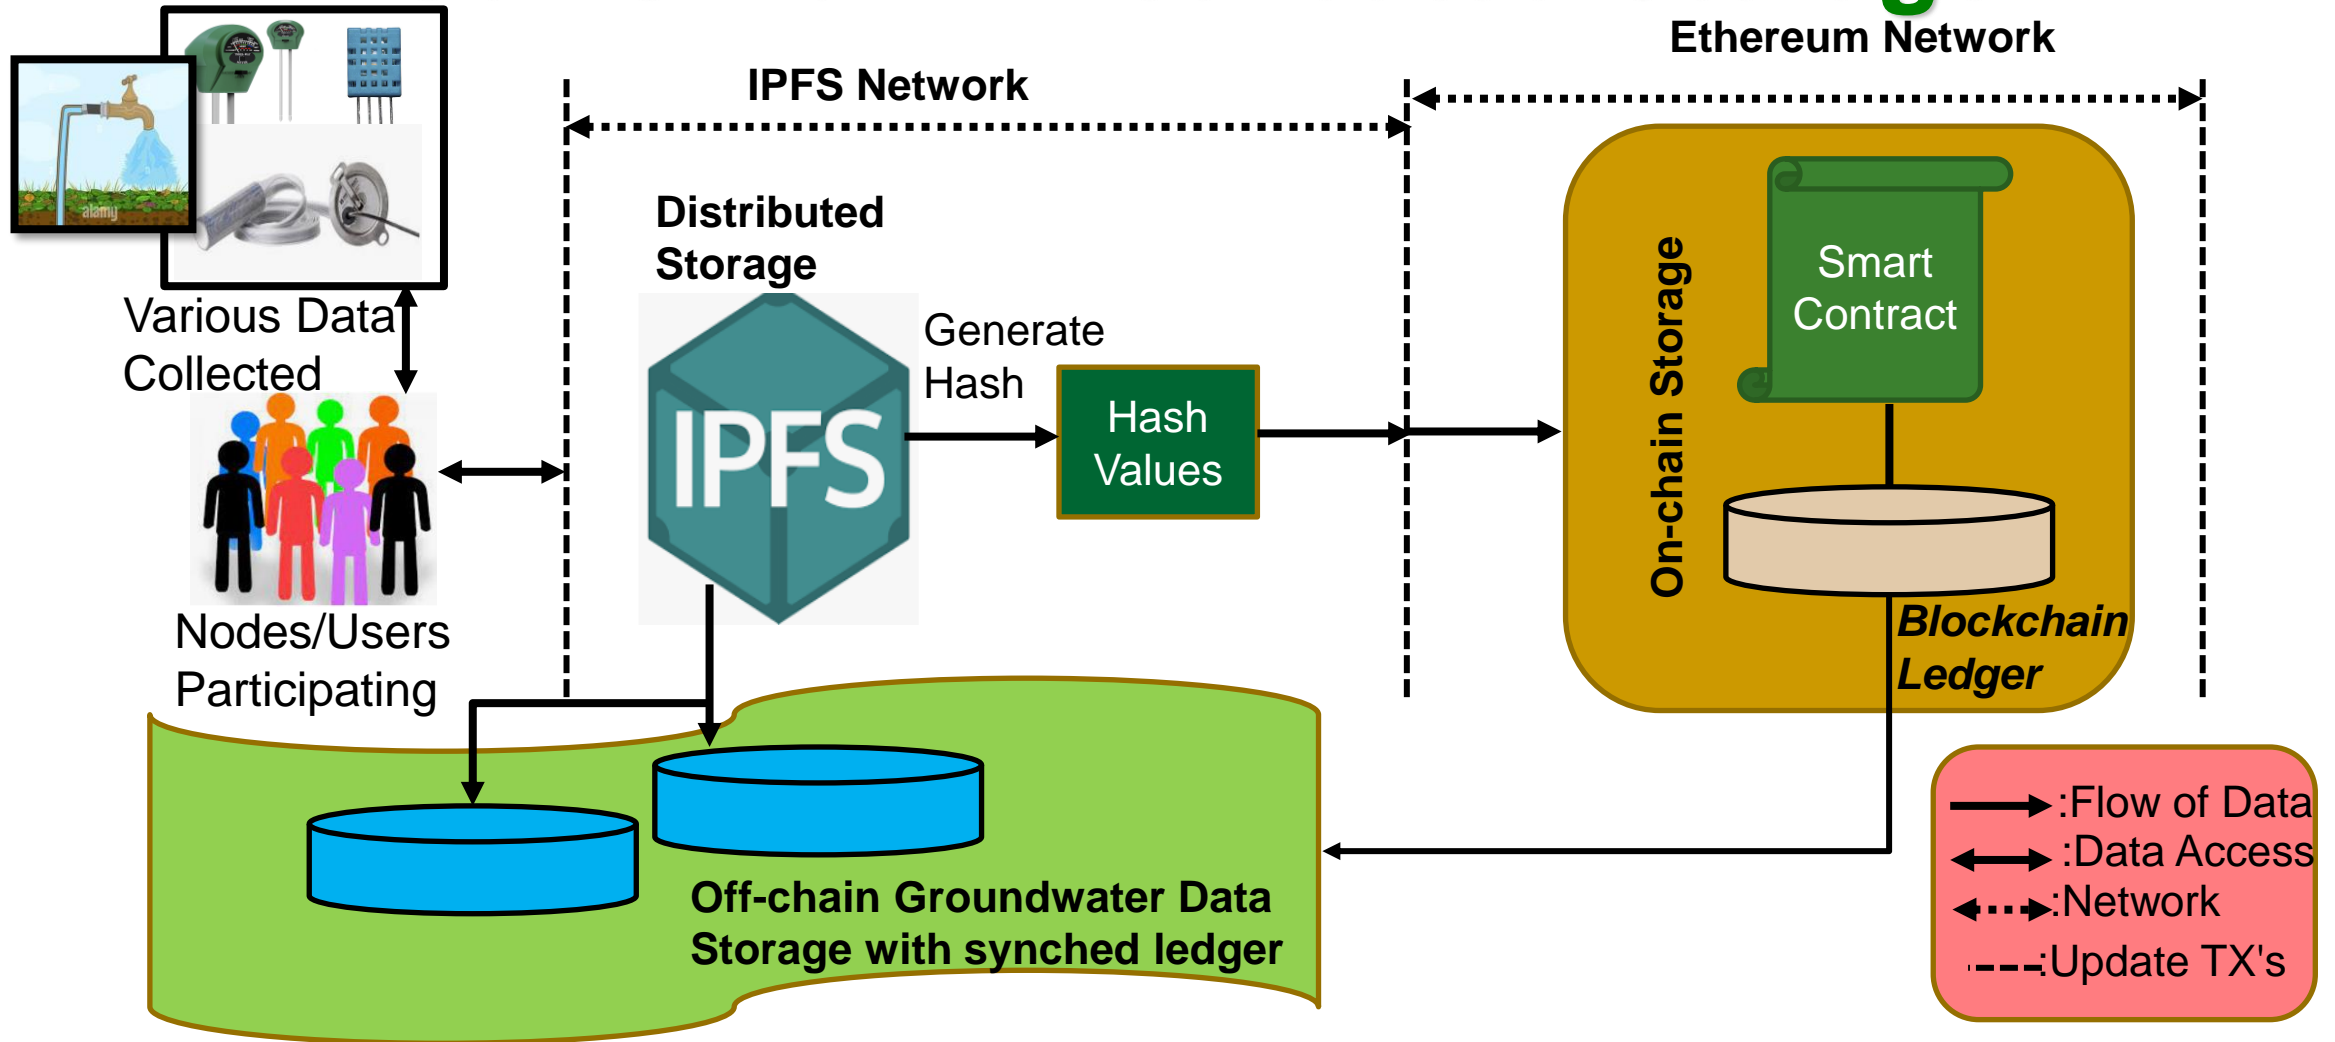 Ethereum Network
IPFS Network
alamy
Distributed
Storage
Various Data
Collected
Generate
Hash
IPFS
Hash
Values
On-chain Storage
Smart
Contract
Nodes/Users
Participating
Blockchain
Ledger
Off-chain Groundwater Data
Storage with synched ledger
:Flow of Data
:Data Access
:Network
:Update TX's